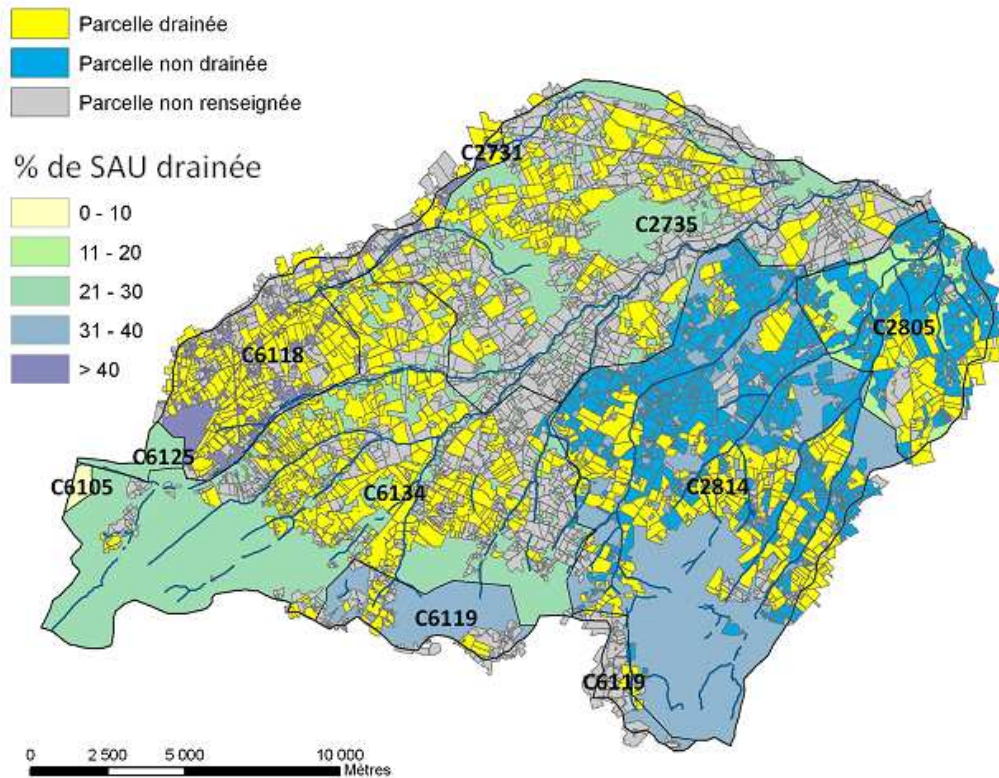 Parcelle drainée
Parcelle non drainée
Parcelle non renseignée
% de SAU drainée
0 - 10
11 - 20
21 - 30
31 - 40
> 40
C2731
C2735
C2805
C6118
C6125
C6105
C6134
C2814
C6119
C6119
0 2 500 5 000 10 000
Mètres